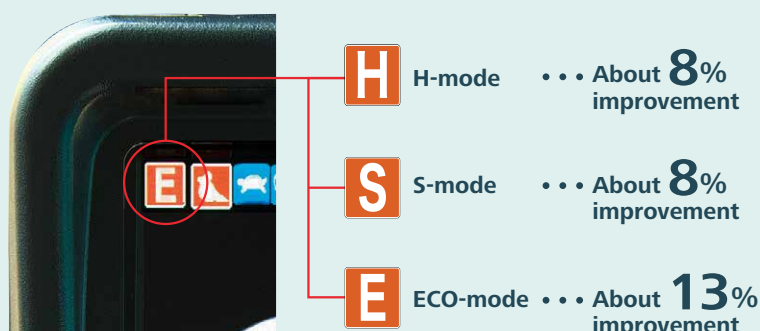 E
H H-mode • • • About 8%
improvement
S S-mode • • • About 8%
improvement
E ECO-mode • • • About 13%
improvement